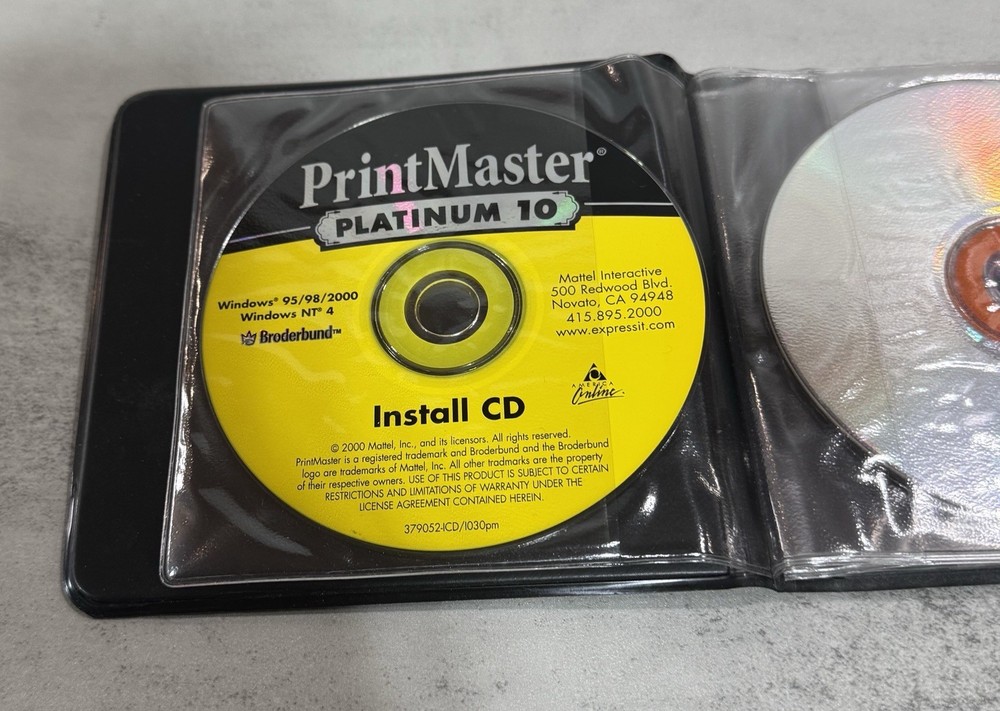 PrintMaster®
PLATINUM 10
Windows® 95/98/2000
Windows NT® 4
Broderbund™
Mattel Interactive
500 Redwood Blvd.
Novato, CA 94948
415.895.2000
www.expressit.com
AMERICA
Online.
Install CD
© 2000 Mattel, Inc., and its licensors. All rights reserved.
PrintMaster is a registered trademark and Broderbund and the Broderbund
logo are trademarks of Mattel, Inc. All other tradmarks are the property
of their respective owners. USE OF THIS PRODUCT IS SUBJECT TO CERTAIN
RESTRICTIONS AND LIMITATIONS OF WARRANTY UNDER THE
LICENSE AGREEMENT CONTAINED HEREIN.
379052-ICD/I030pm